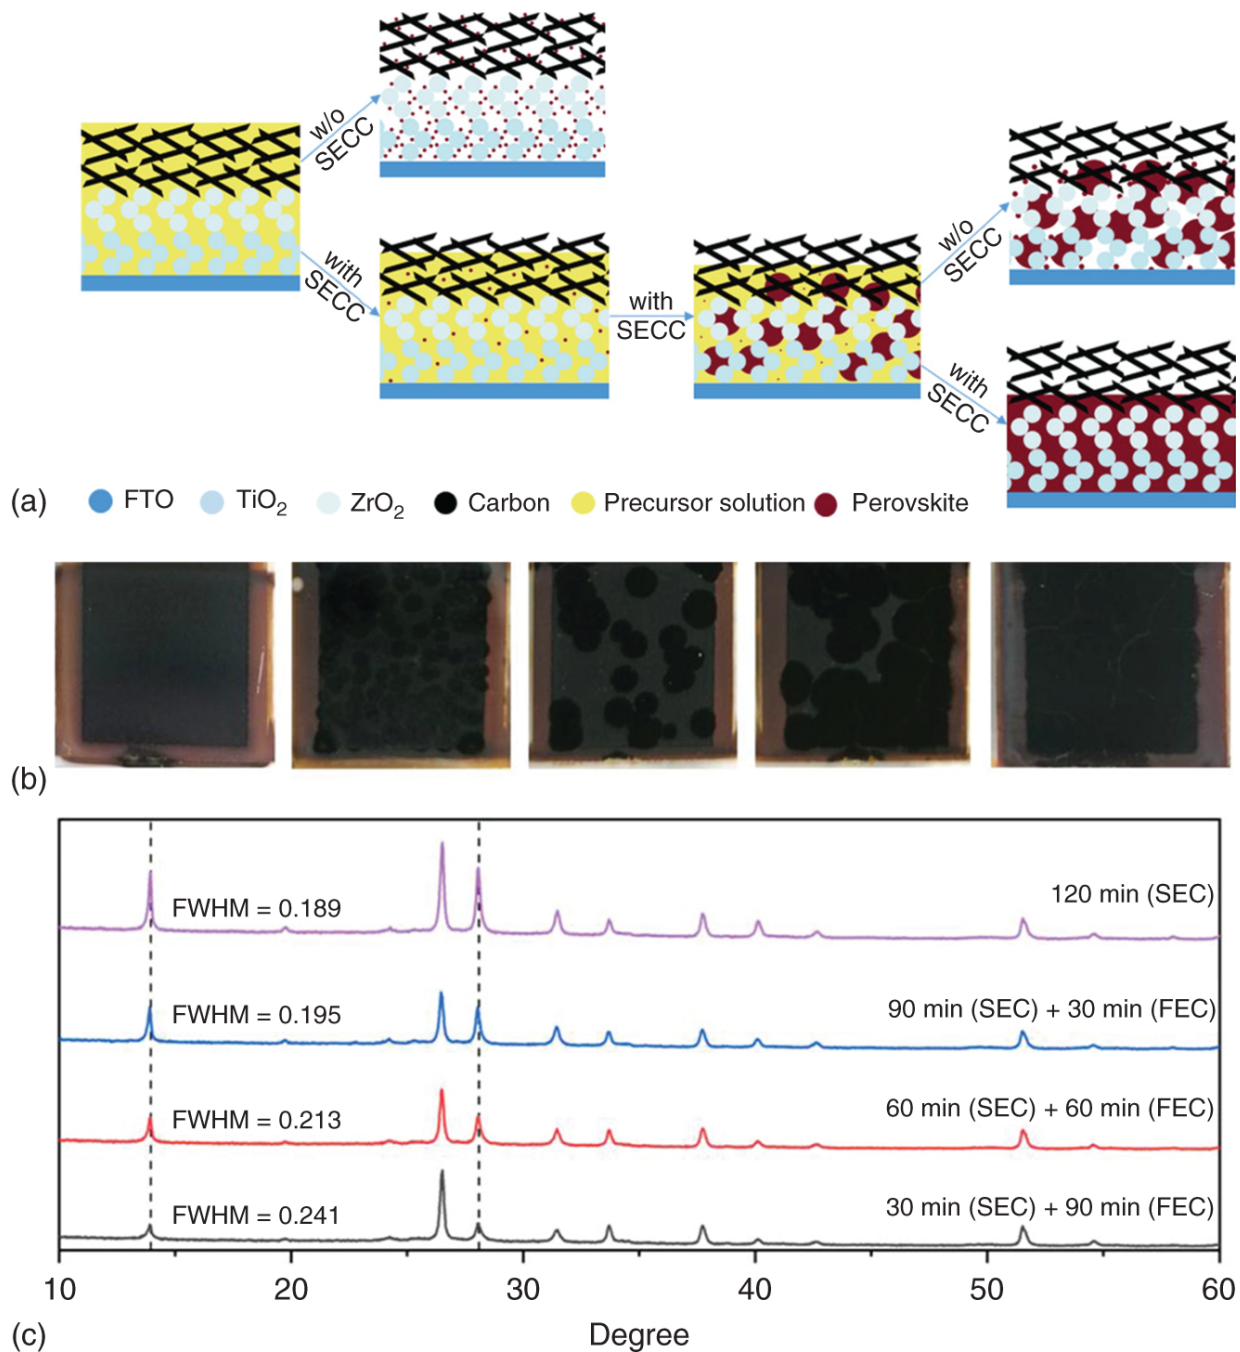 w/o
SECC
with
SECC
with
SECC
w/o
SECC
with
SECC
(a)
FTO
TiO2
ZrO2
Carbon
Precursor solution
Perovskite
(b)
FWHM = 0.189
120 min (SEC)
FWHM = 0.195
90 min (SEC) + 30 min (FEC)
FWHM = 0.213
60 min (SEC) + 60 min (FEC)
FWHM = 0.241
30 min (SEC) + 90 min (FEC)
10 20 30 40 50 60
(c)
Degree